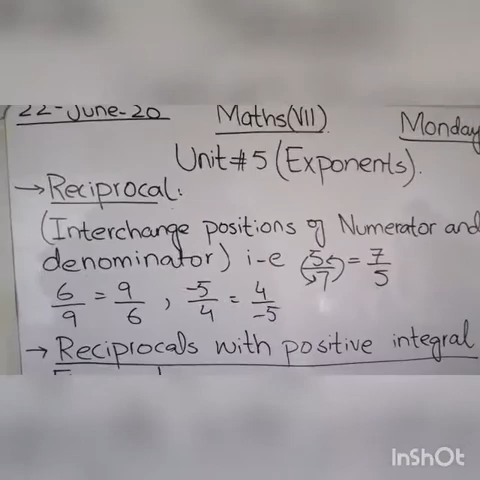 22-June-20 Maths(VII) Monday
Unit#5 (Exponents).
→ Reciprocal:
(Interchange positions of Numerator and
denominator) i-e (5/7) = 7/5
6/9 = 9/6 , -5/4 = 4/-5
→ Reciprocals with positive integral
InShOt